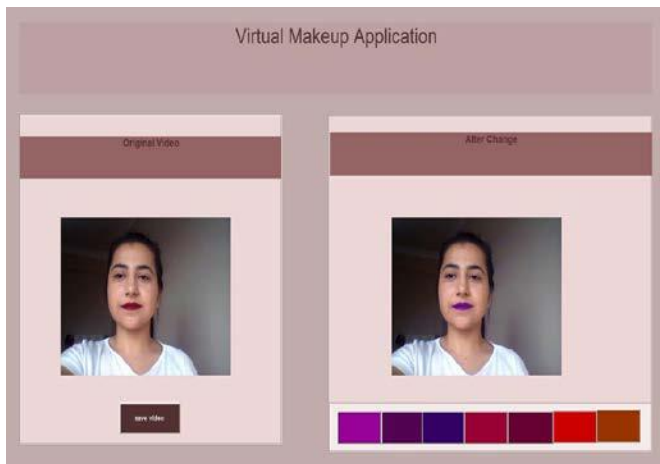 Virtual Makeup Application
Original Video
After Change
save video